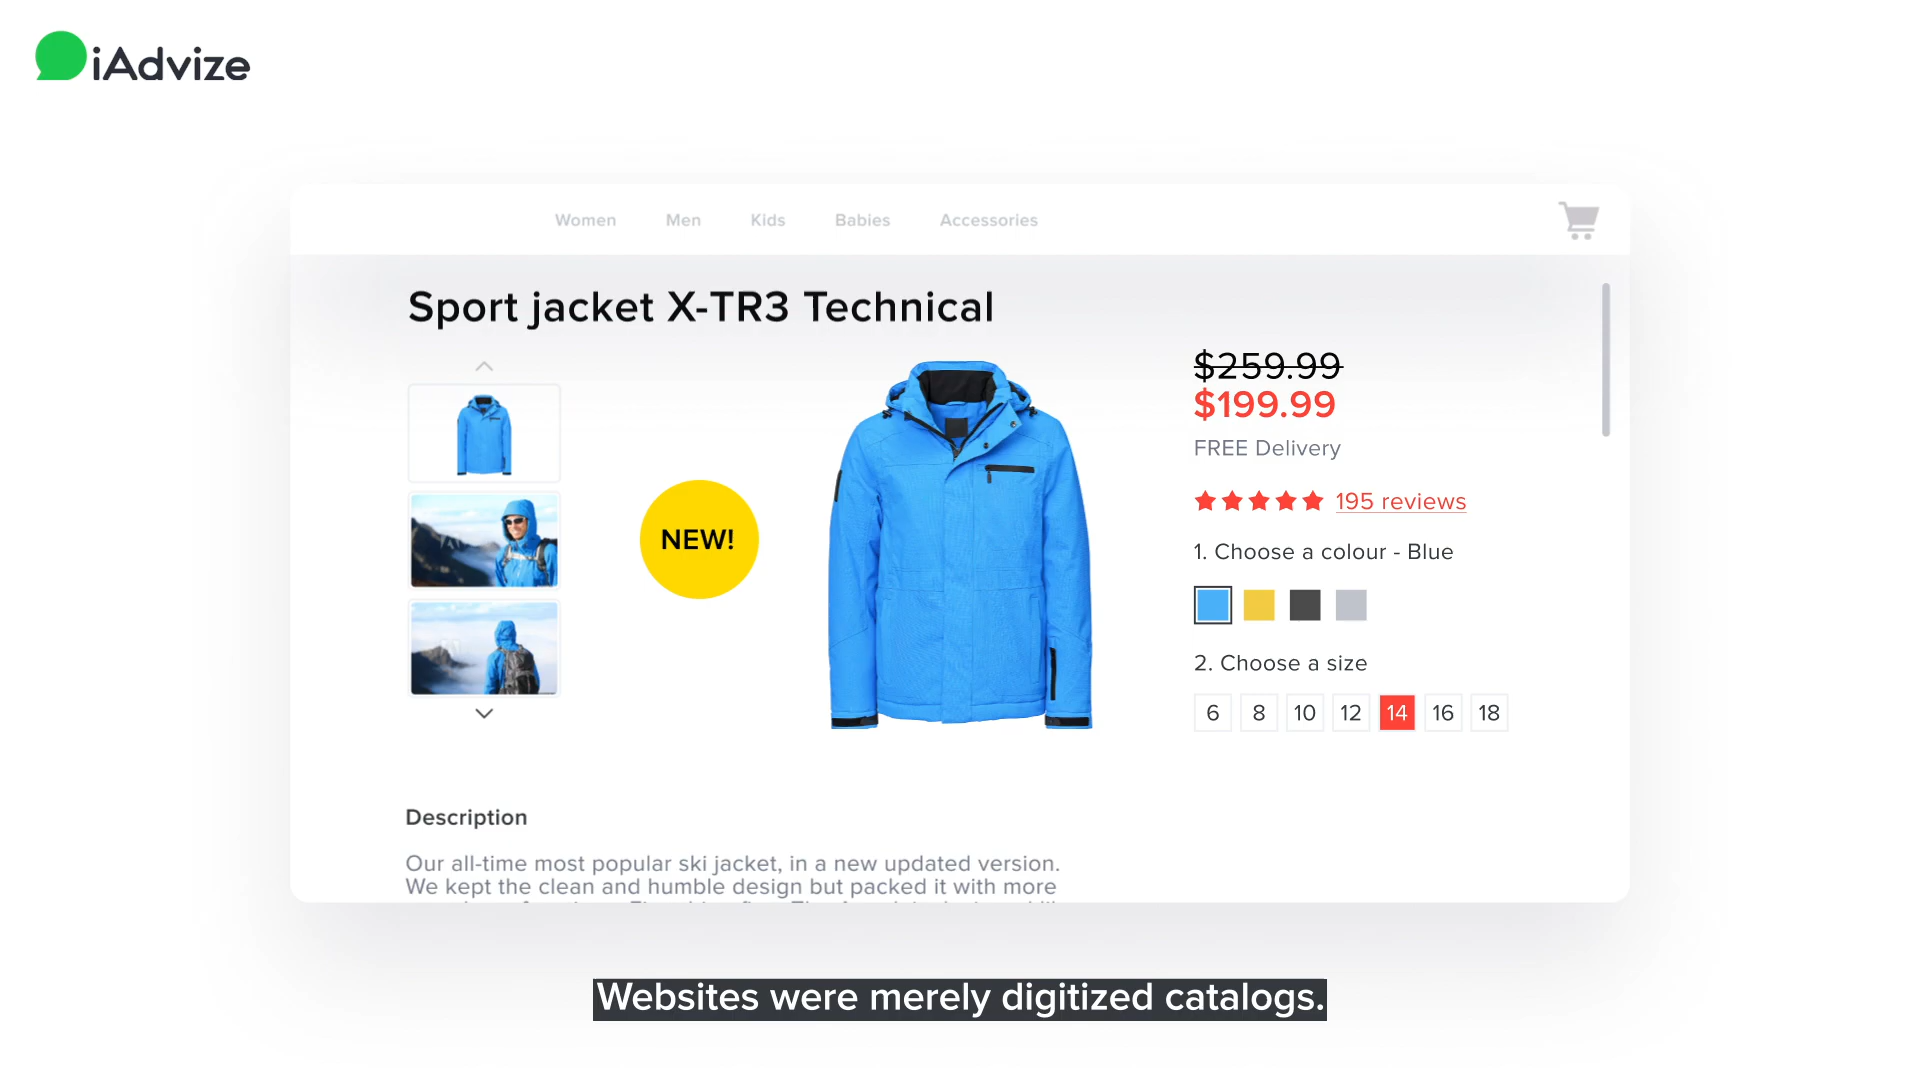 iAdvize
Women Men Kids Babies Accessories
Sport jacket X-TR3 Technical
$259.99
$199.99
FREE Delivery
195 reviews
NEW!
1. Choose a colour - Blue
2. Choose a size
6 8 10 12 14 16 18
Description
Our all-time most popular ski jacket, in a new updated version.
We kept the clean and humble design but packed it with more
Websites were merely digitized catalogs.